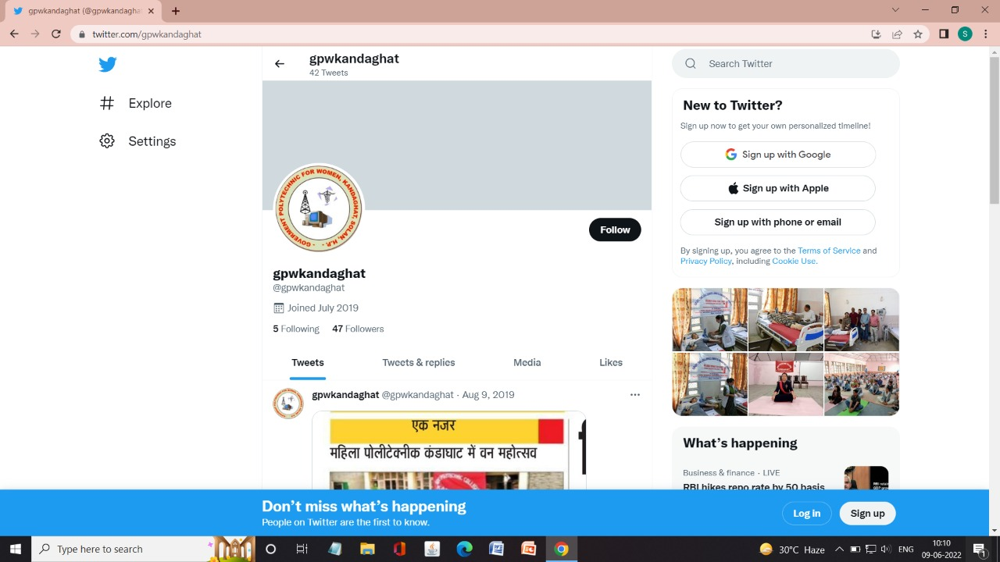 gpwkandaghat (@gpwkandaghat)
twitter.com/gpwkandaghat
S
Explore
Settings
gpwkandaghat
42 Tweets
GOVERMENT POLYTECHNIC FOR WOMEN, KANDAGHAT, SOLAN, H.P.
Follow
gpwkandaghat
@gpwkandaghat
Joined July 2019
5 Following 47 Followers
Tweets Tweets & replies Media Likes
gpwkandaghat @gpwkandaghat · Aug 9, 2019
एक नजर
महिला पोलीटेक्नीक कंडाघाट में वन महोत्सव
Search Twitter
New to Twitter?
Sign up now to get your own personalized timeline!
Sign up with Google
Sign up with Apple
Sign up with phone or email
By signing up, you agree to the Terms of Service and
Privacy Policy, including Cookie Use.
What's happening
Business & finance · LIVE
RBI hikes repo rate by 50 basis
Don't miss what's happening
People on Twitter are the first to know.
Log in Sign up
Type here to search
30°C Haze
ENG
10:10
09-06-2022